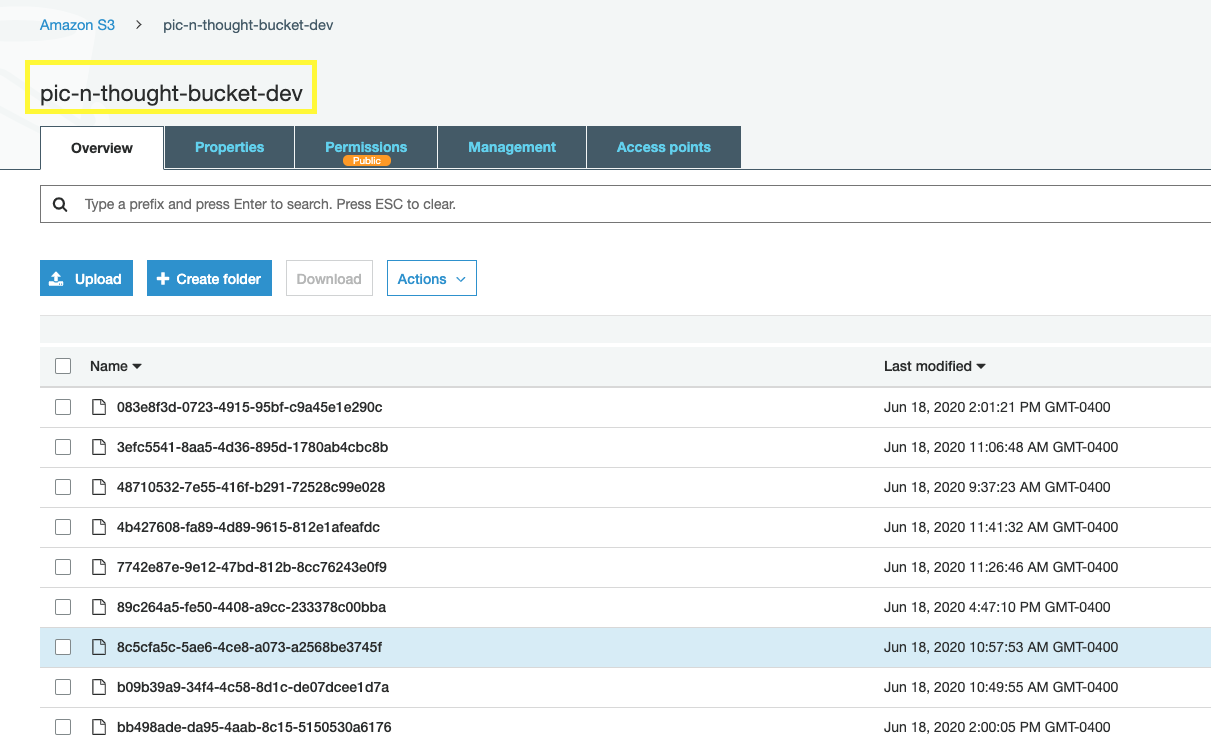 Amazon S3 > pic-n-thought-bucket-dev
pic-n-thought-bucket-dev
Overview Properties Permissions Management Access points
Public
Type a prefix and press Enter to search. Press ESC to clear.
Upload + Create folder Download Actions
Name Last modified
083e8f3d-0723-4915-95bf-c9a45e1e290c Jun 18, 2020 2:01:21 PM GMT-0400
3efc5541-8aa5-4d36-895d-1780ab4cbc8b Jun 18, 2020 11:06:48 AM GMT-0400
48710532-7e55-416f-b291-72528c99e028 Jun 18, 2020 9:37:23 AM GMT-0400
4b427608-fa89-4d89-9615-812e1afeafdc Jun 18, 2020 11:41:32 AM GMT-0400
7742e87e-9e12-47bd-812b-8cc76243e0f9 Jun 18, 2020 11:26:46 AM GMT-0400
89c264a5-fe50-4408-a9cc-233378c00bba Jun 18, 2020 4:47:10 PM GMT-0400
8c5cfa5c-5ae6-4ce8-a073-a2568be3745f Jun 18, 2020 10:57:53 AM GMT-0400
b09b39a9-34f4-4c58-8d1c-de07dcee1d7a Jun 18, 2020 10:49:55 AM GMT-0400
bb498ade-da95-4aab-8c15-5150530a6176 Jun 18, 2020 2:00:05 PM GMT-0400